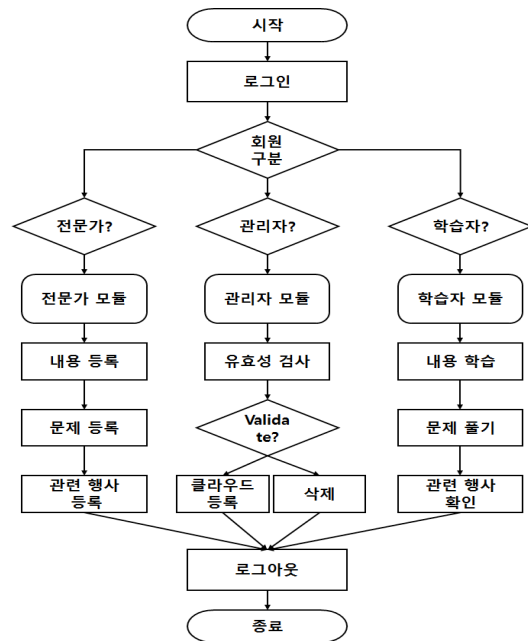 시작
로그인
회원
구분
전문가?
관리자?
학습자?
전문가 모듈
관리자 모듈
학습자 모듈
내용 등록
유효성 검사
내용 학습
문제 등록
Valida
te?
문제 풀기
관련 행사
등록
클라우드
등록
삭제
관련 행사
확인
로그아웃
종료